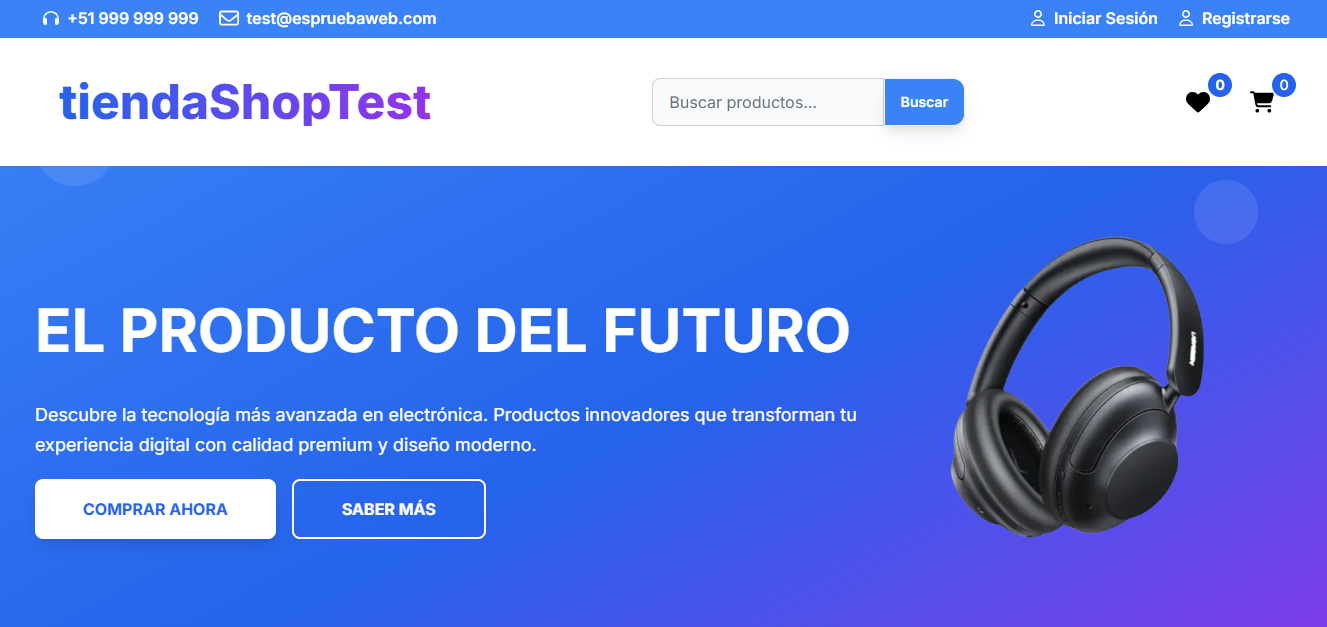 +51 999 999 999 test@espruebaweb.com Iniciar Sesión Registrarse
tiendaShopTest
Buscar productos... Buscar
0 0
EL PRODUCTO DEL FUTURO
Descubre la tecnología más avanzada en electrónica. Productos innovadores que transforman tu
experiencia digital con calidad premium y diseño moderno.
COMPRAR AHORA SABER MÁS